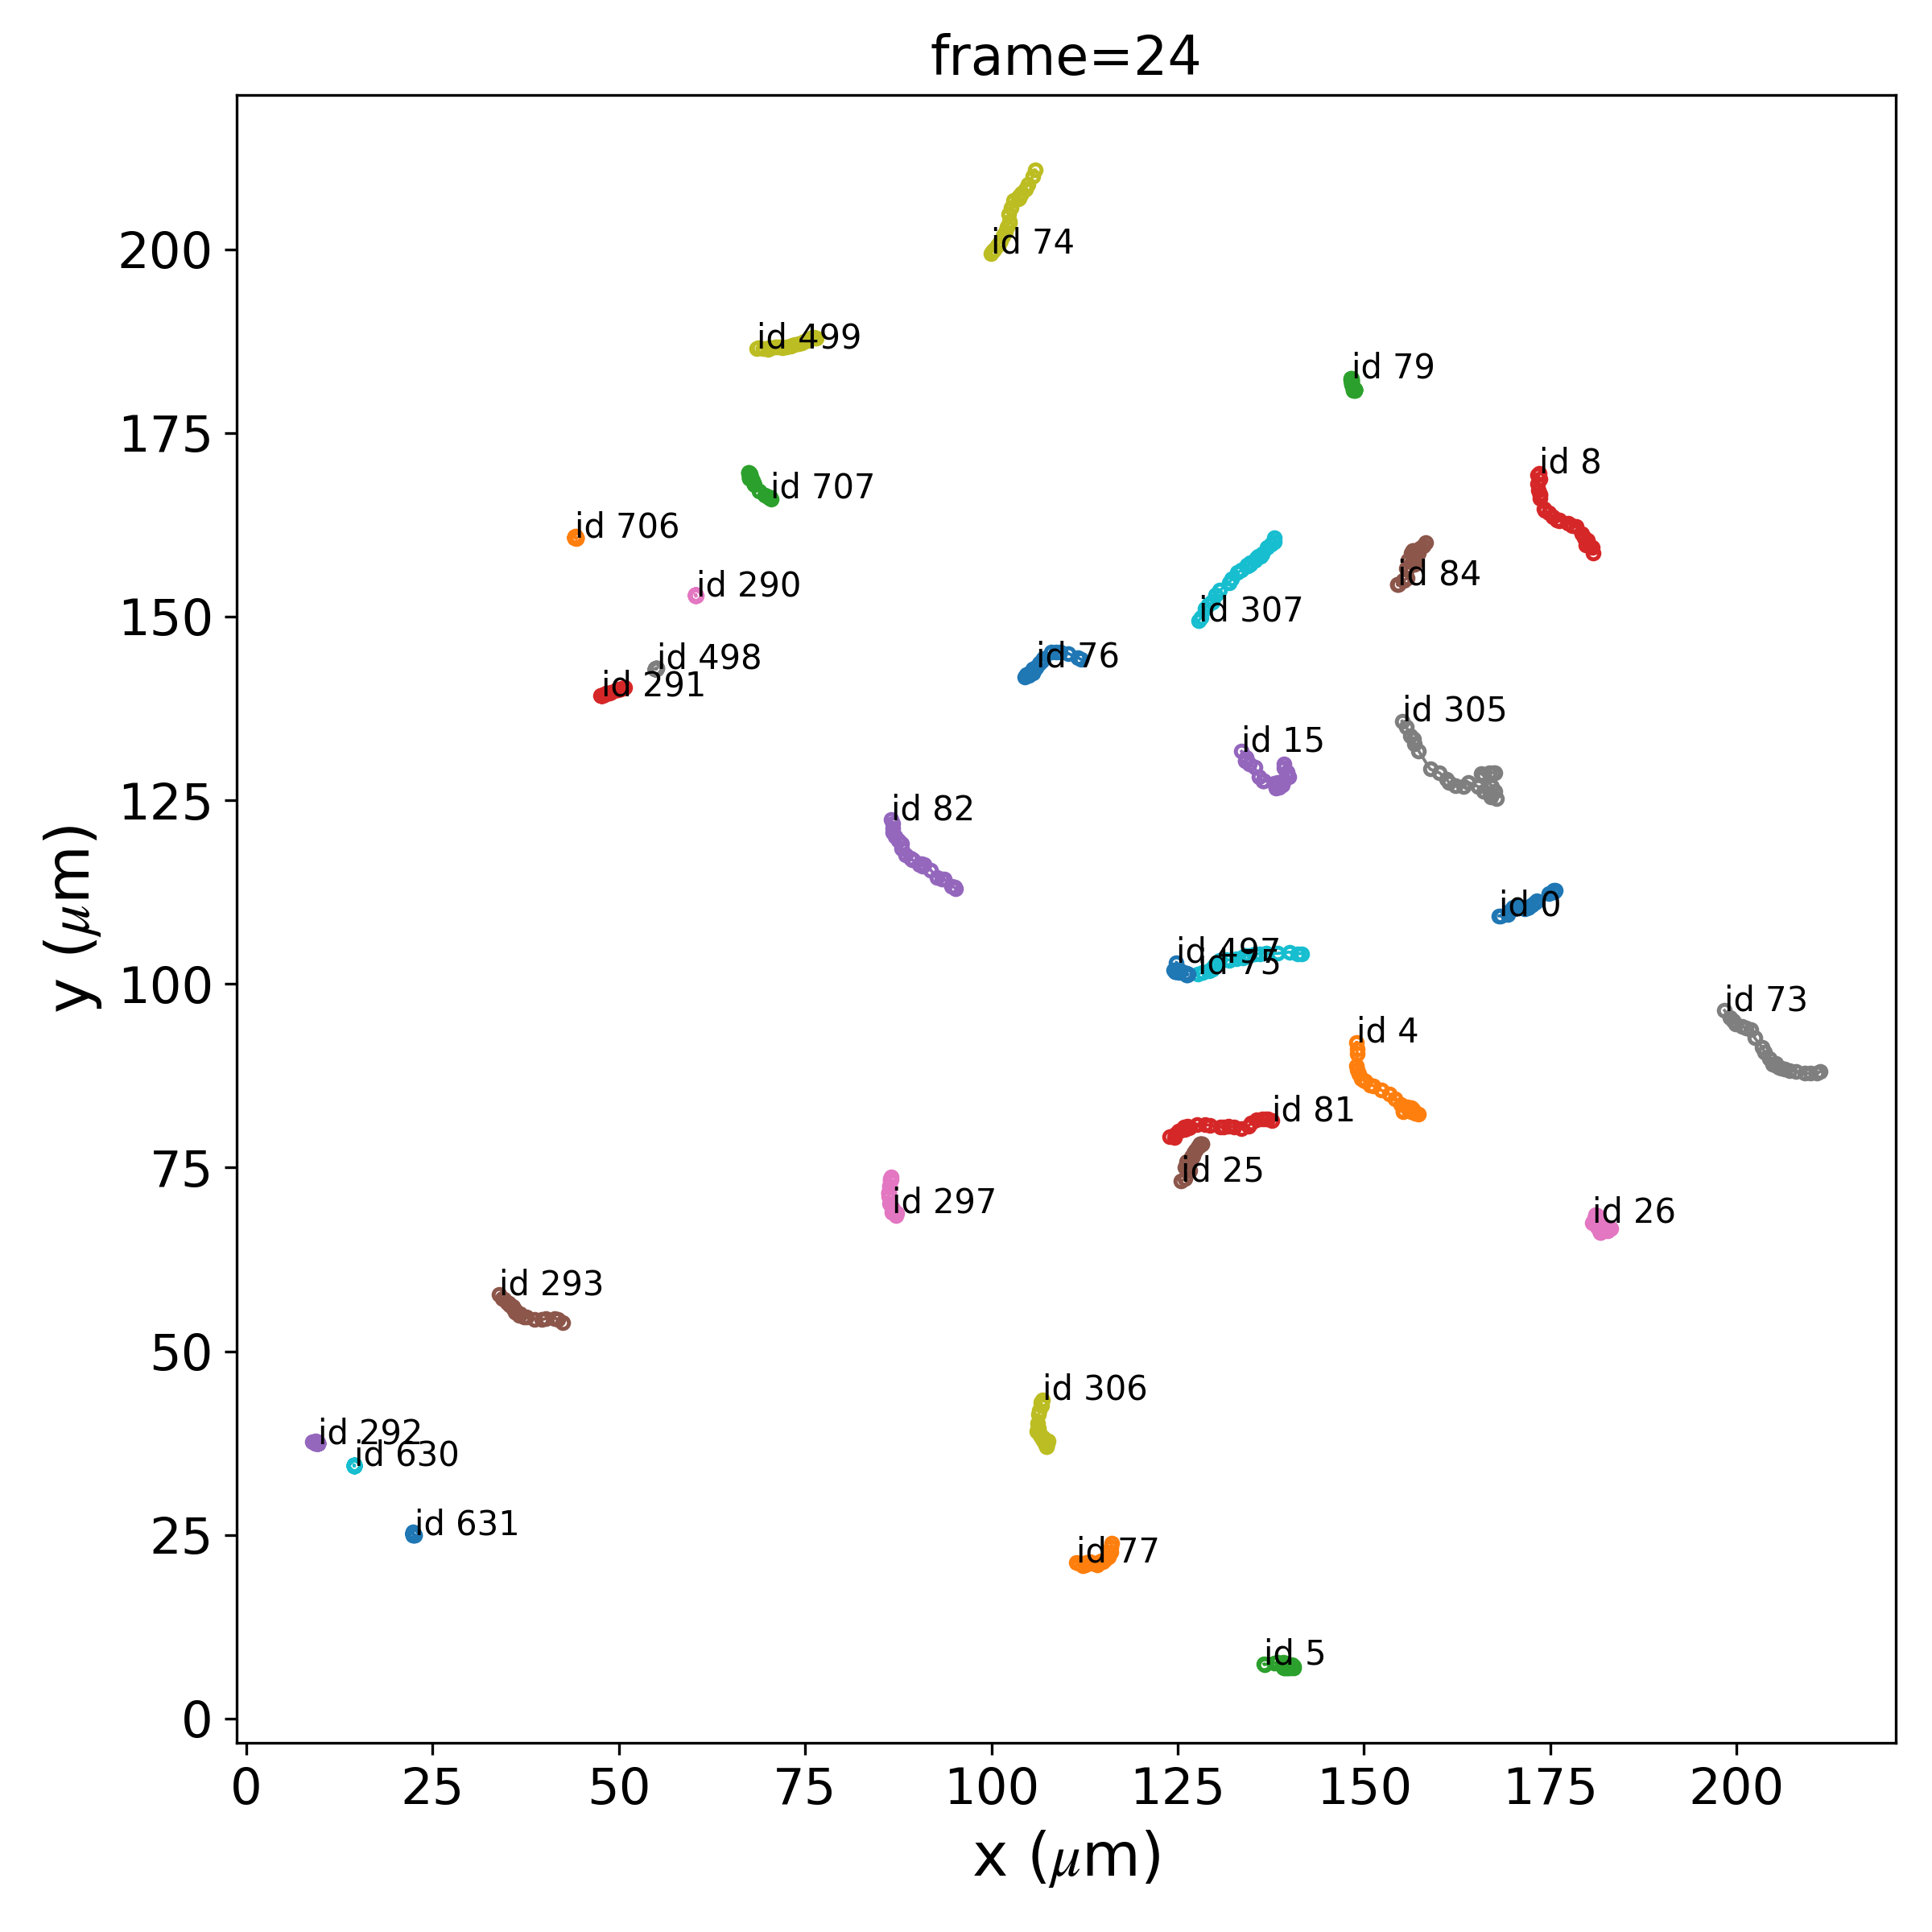 frame=24
y (μm)
200
175
150
125
100
75
50
25
0
id 74
id 499
id 79
id 8
id 707
id 706
id 84
id 290
id 307
id 498
id 76
id 291
id 305
id 15
id 82
id 0
id 497
id 75
id 73
id 4
id 81
id 25
id 297
id 26
id 293
id 306
id 292
id 630
id 631
id 77
id 5
0 25 50 75 100 125 150 175 200
x (μm)